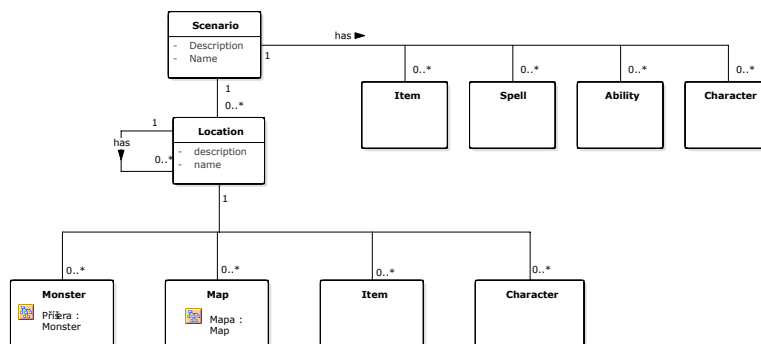 Scenario
- Description
- Name
has
1
0..*
0..*
0..*
0..*
Item
Spell
Ability
Character
1
0..*
Location
- description
- name
1
has
0..*
1
0..*
0..*
0..*
0..*
Monster
Příšera :
Monster
Map
Mapa :
Map
Item
Character